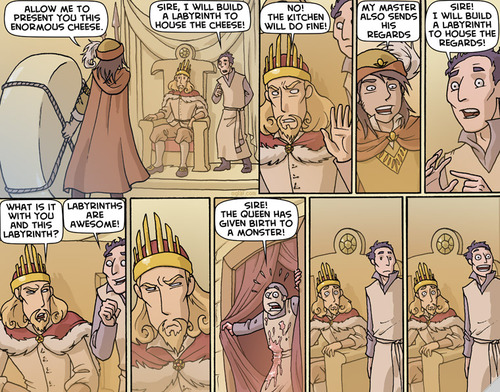 ALLOW ME TO
PRESENT YOU THIS
ENORMOUS CHEESE.
SIRE, I WILL BUILD
A LABYRINTH TO
HOUSE THE CHEESE!
NO!
THE KITCHEN
WILL DO FINE!
MY MASTER
ALSO SENDS
HIS
REGARDS
SIRE!
I WILL BUILD
A LABYRINTH
TO HOUSE THE
REGARDS!
WHAT IS IT
WITH YOU
AND THIS
LABYRINTH?
LABYRINTHS
ARE
AWESOME!
SIRE!
THE QUEEN HAS
GIVEN BIRTH TO
A MONSTER!